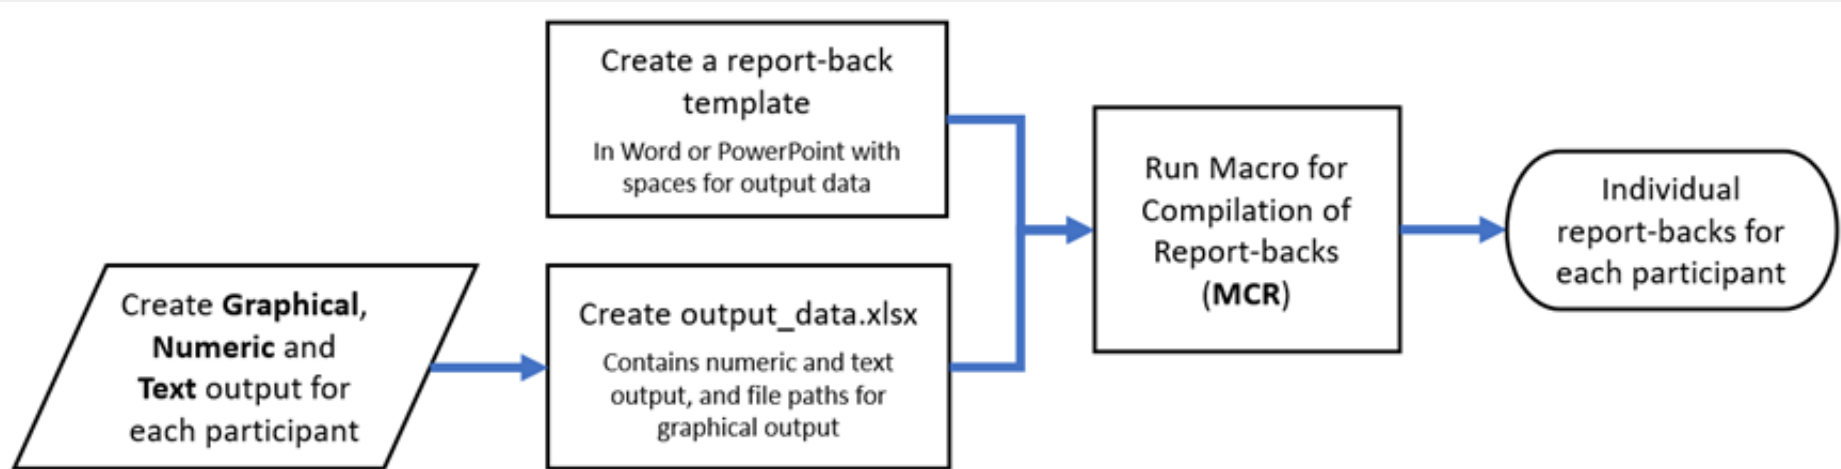 Create a report-back
template
In Word or PowerPoint with
spaces for output data
Create Graphical,
Numeric and
Text output for
each participant
Create output_data.xlsx
Contains numeric and text
output, and file paths for
graphical output
Run Macro for
Compilation of
Report-backs
(MCR)
Individual
report-backs for
each participant